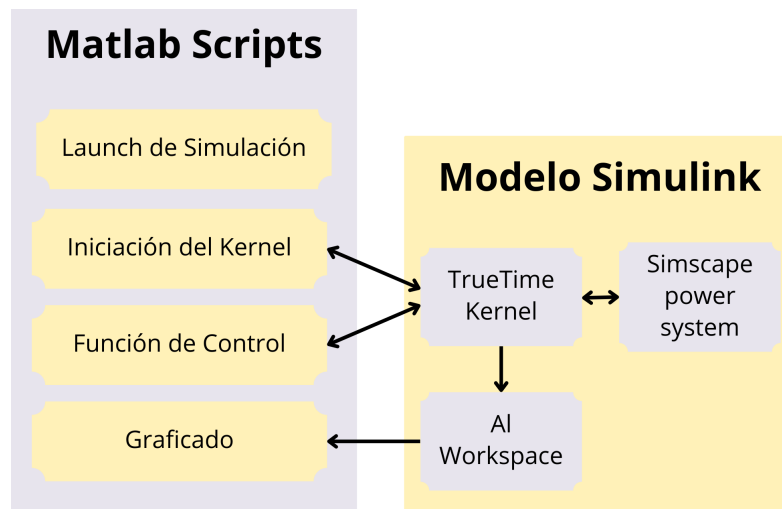 Matlab Scripts
Launch de Simulación
Iniciación del Kernel
Función de Control
Graficado
Modelo Simulink
TrueTime
Kernel
Simscape
power
system
Al
Workspace